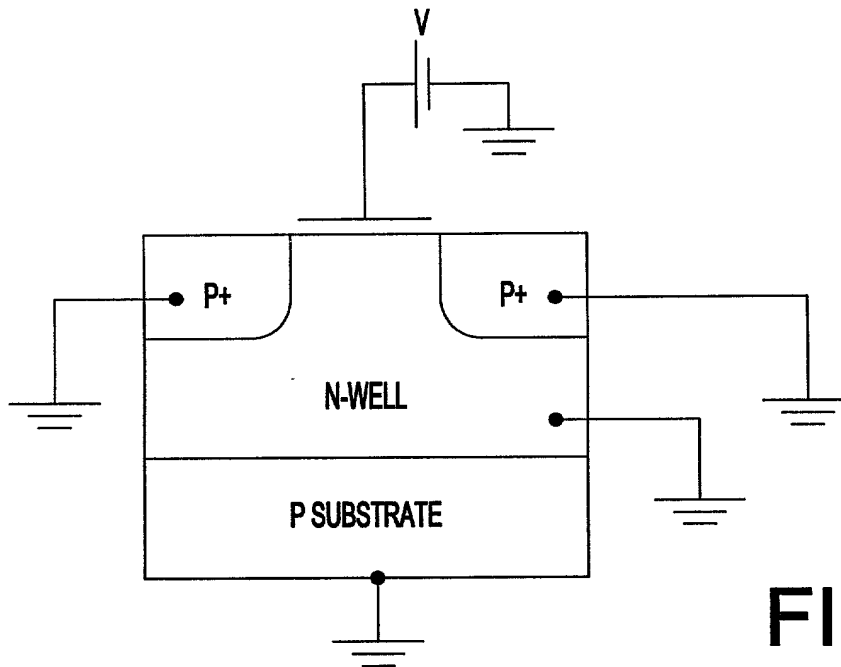 V
P+
P+
N-WELL
P SUBSTRATE
FI